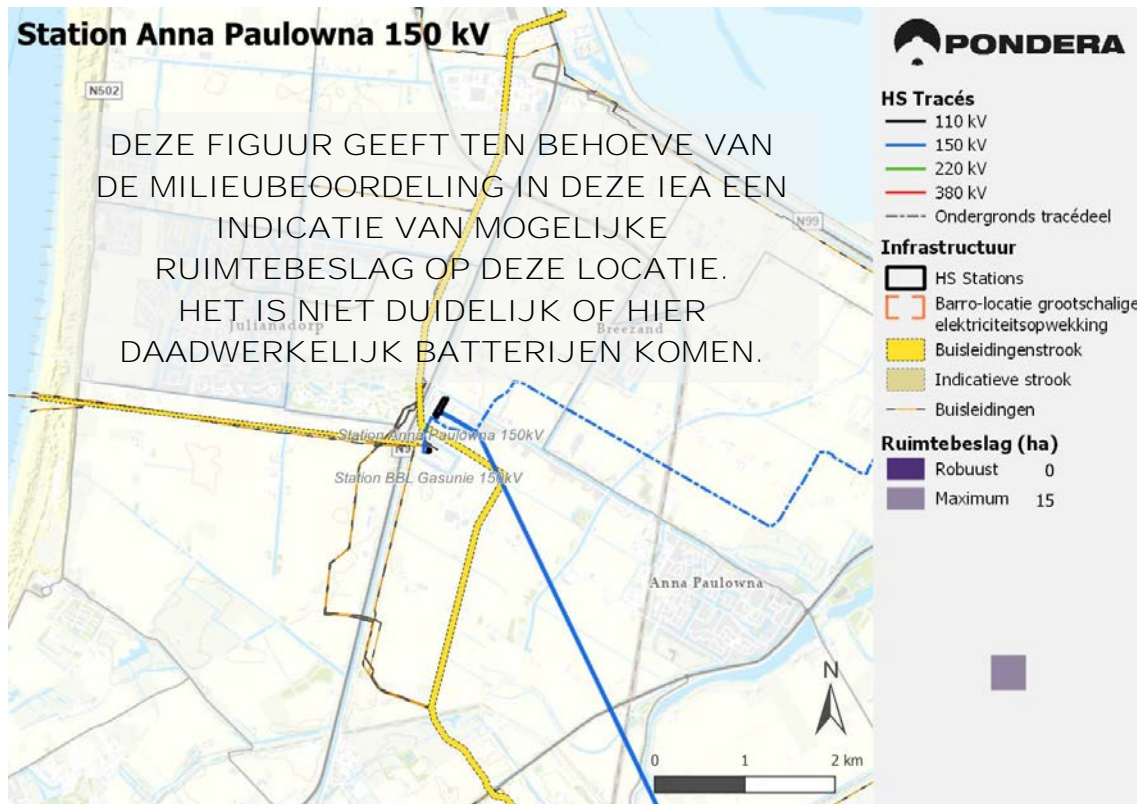 Station Anna Paulowna 150 kV
N502
DEZE FIGUUR GEEFT TEN BEHOEVE VAN
DE MILIEUBEOORDELING IN DEZE IEA EEN
INDICATIE VAN MOGELIJKE
RUIMTEBESLAG OP DEZE LOCATIE.
HET IS NIET DUIDELIJK OF HIER
DAADWERKELIJK BATTERIJEN KOMEN.
N99
Julianadorp
Breezand
Station Anna Paulowna 150kV
N9
Station BBL Gasunie 150kV
Anna Paulowna
N
0 1 2 km
PONDERA
HS Tracés
110 kV
150 kV
220 kV
380 kV
Ondergronds tracédeel
Infrastructuur
HS Stations
Barro-locatie grootschalige
elektriciteitsopwekking
Buisleidingenstrook
Indicatieve strook
Buisleidingen
Ruimtebeslag (ha)
Robuust 0
Maximum 15